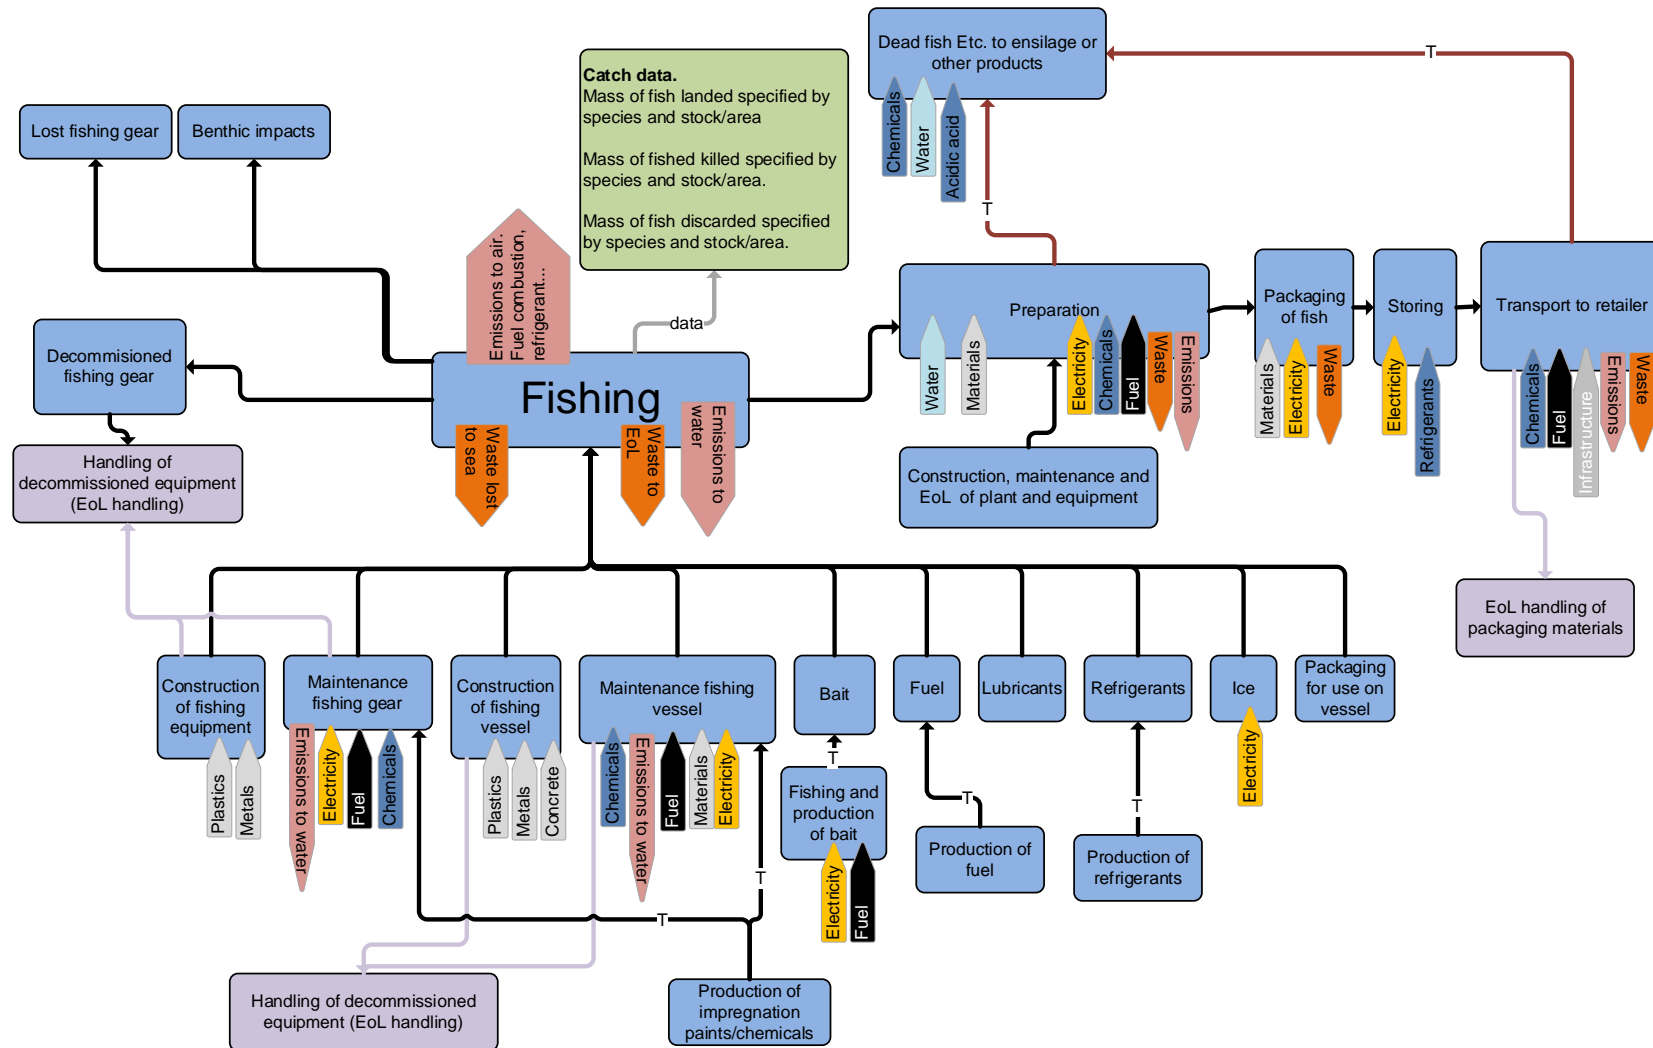 Dead fish Etc. to ensilage or
other products
T
Chemicals
Water
Acidic acid
Catch data.
Mass of fish landed specified by
species and stock/area
Mass of fished killed specified by
species and stock/area.
Mass of fish discarded specified
by species and stock/area.
Lost fishing gear
Benthic impacts
T
Emissions to air.
Fuel combustion,
refrigerant...
data
Preparation
Water
Materials
Electricity
Chemicals
Fuel
Waste
Emissions
Packaging
of fish
Materials
Electricity
Waste
Storing
Electricity
Refrigerants
Transport to retailer
Chemicals
Fuel
Infrastructure
Emissions
Waste
Decommisioned
fishing gear
Fishing
Waste lost
to sea
Waste to
EoL
Emissions to
water
Handling of
decommissioned equipment
(EoL handling)
Construction, maintenance and
EoL of plant and equipment
EoL handling of
packaging materials
Construction
of fishing
equipment
Plastics
Metals
Maintenance
fishing gear
Emissions to water
Electricity
Fuel
Chemicals
Construction
of fishing
vessel
Plastics
Metals
Concrete
Maintenance fishing
vessel
Chemicals
Emissions to water
Fuel
Materials
Electricity
Bait
Fuel
Lubricants
Refrigerants
Ice
Electricity
Packaging
for use on
vessel
T
Fishing and
production
of bait
Electricity
Fuel
T
Production of
fuel
T
Production of
refrigerants
T
T
Handling of decommissioned
equipment (EoL handling)
Production of
impregnation
paints/chemicals